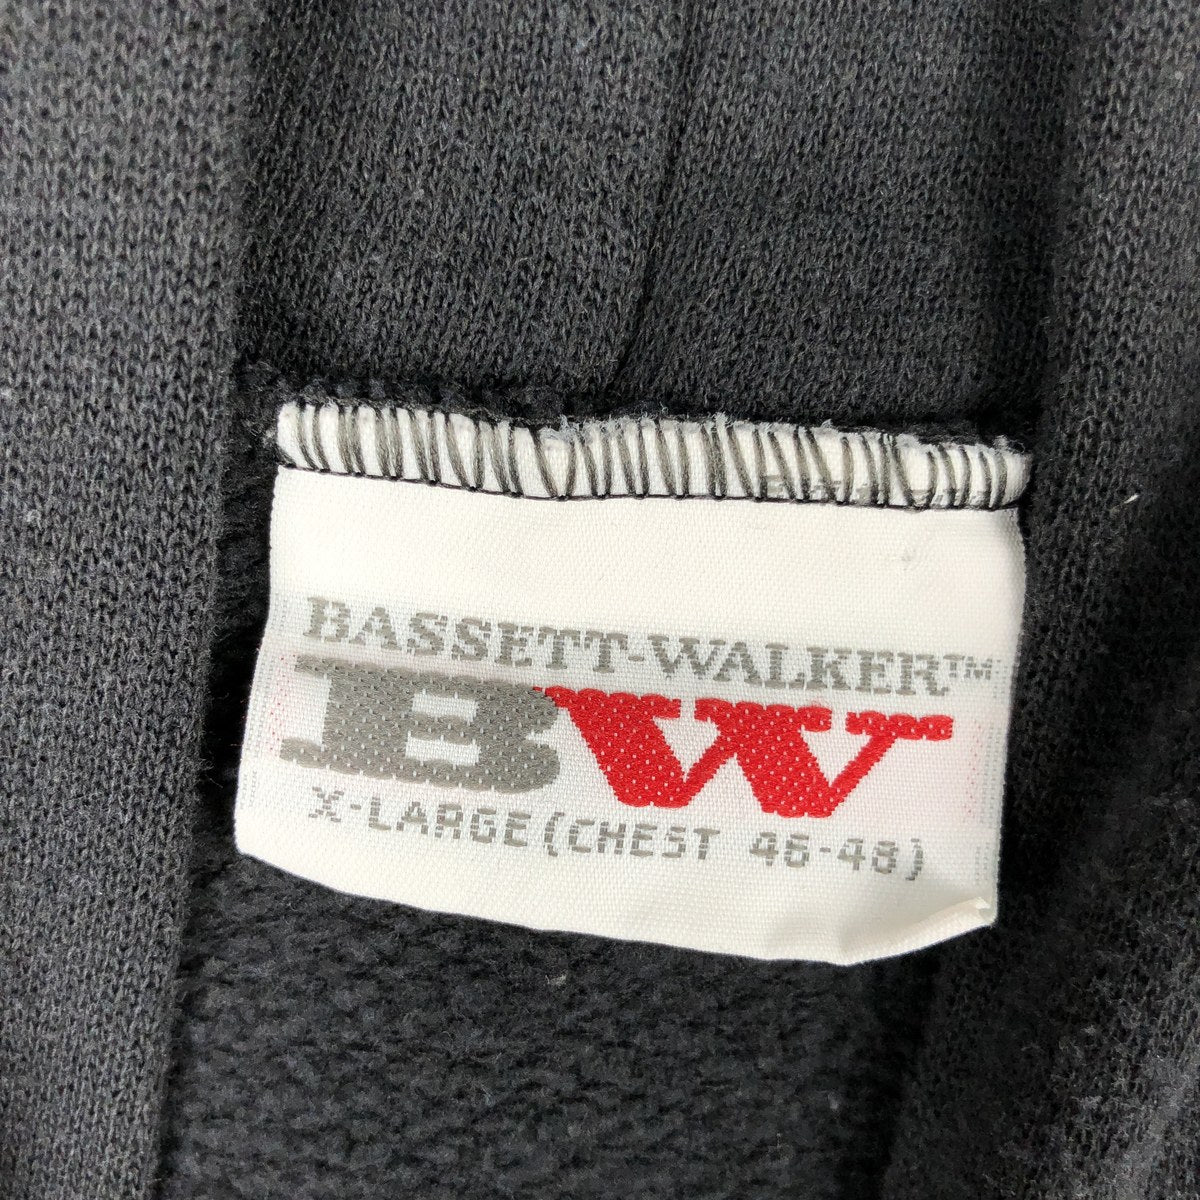 BASSETT-WALKER™
BW
X-LARGE (CHEST 46-48)